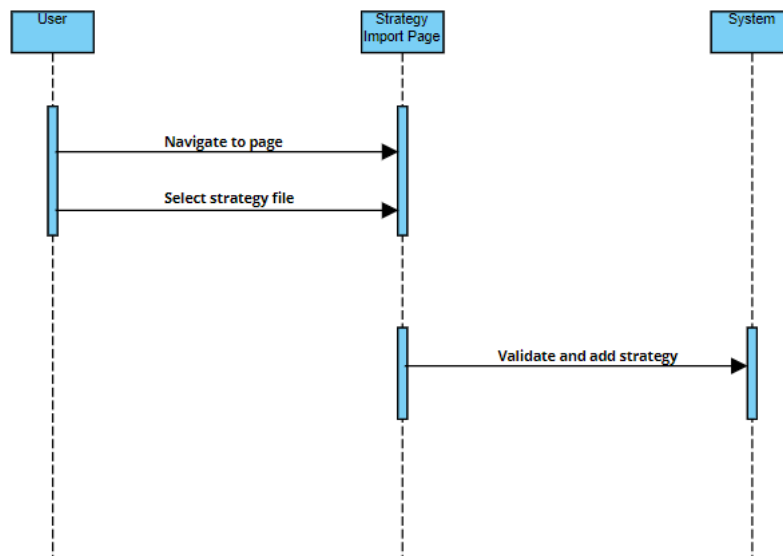 User
Strategy
Import Page
System
Navigate to page
Select strategy file
Validate and add strategy